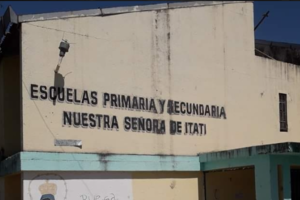 ESCUELAS PRIMARIA Y SECUNDARIA
NUESTRA SEÑORA DE ITATI